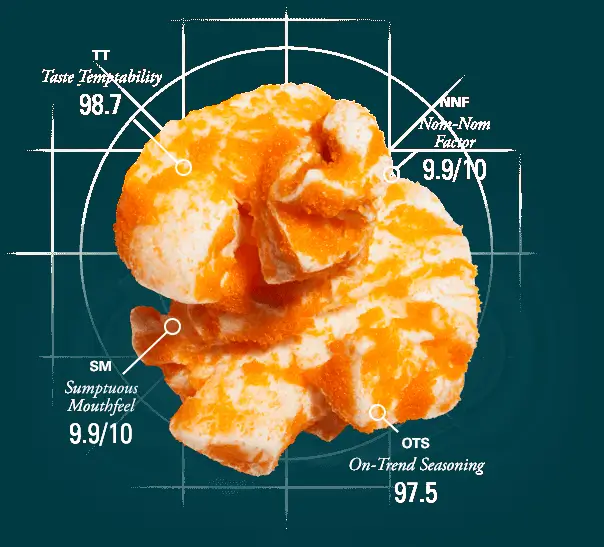 TT
Taste Temptability
98.7
NNF
Nom-Nom
Factor
9.9/10
SM
Sumptuous
Mouthfeel
9.9/10
OTS
On-Trend Seasoning
97.5